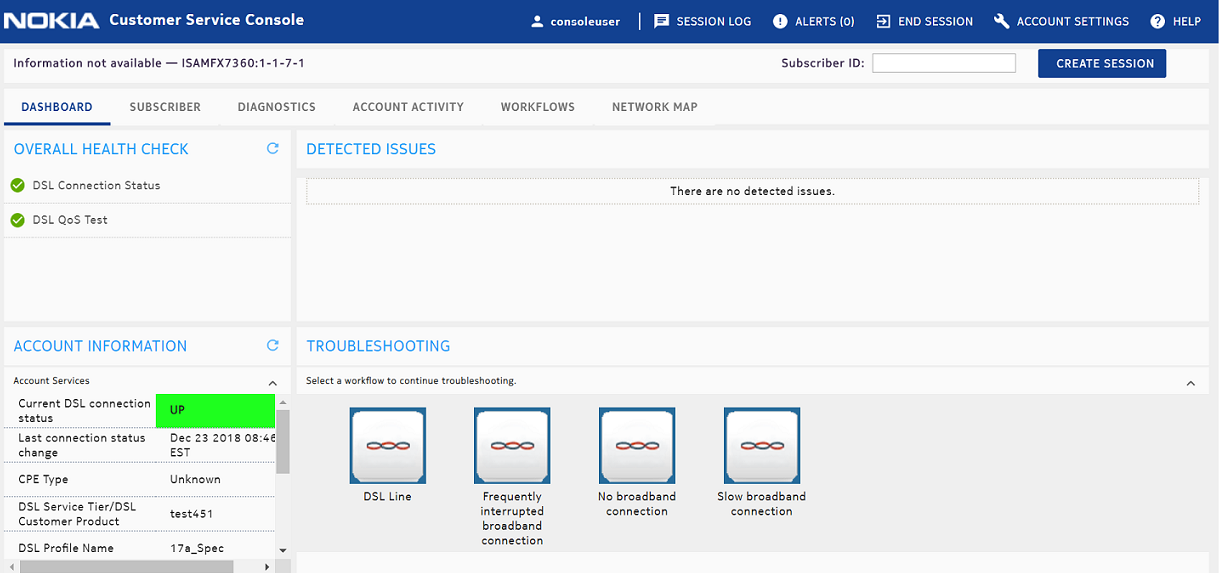 NOKIA Customer Service Console
consoleuser
SESSION LOG
ALERTS (0)
END SESSION
ACCOUNT SETTINGS
HELP
Information not available — ISAMFX7360:1-1-7-1
Subscriber ID:
CREATE SESSION
DASHBOARD
SUBSCRIBER
DIAGNOSTICS
ACCOUNT ACTIVITY
WORKFLOWS
NETWORK MAP
OVERALL HEALTH CHECK
DSL Connection Status
DSL QoS Test
DETECTED ISSUES
There are no detected issues.
ACCOUNT INFORMATION
Account Services
Current DSL connection
status
UP
Last connection status
change
Dec 23 2018 08:46
EST
CPE Type
Unknown
DSL Service Tier/DSL
Customer Product
test451
DSL Profile Name
17a_Spec
TROUBLESHOOTING
Select a workflow to continue troubleshooting.
DSL Line
Frequently
interrupted
broadband
connection
No broadband
connection
Slow broadband
connection